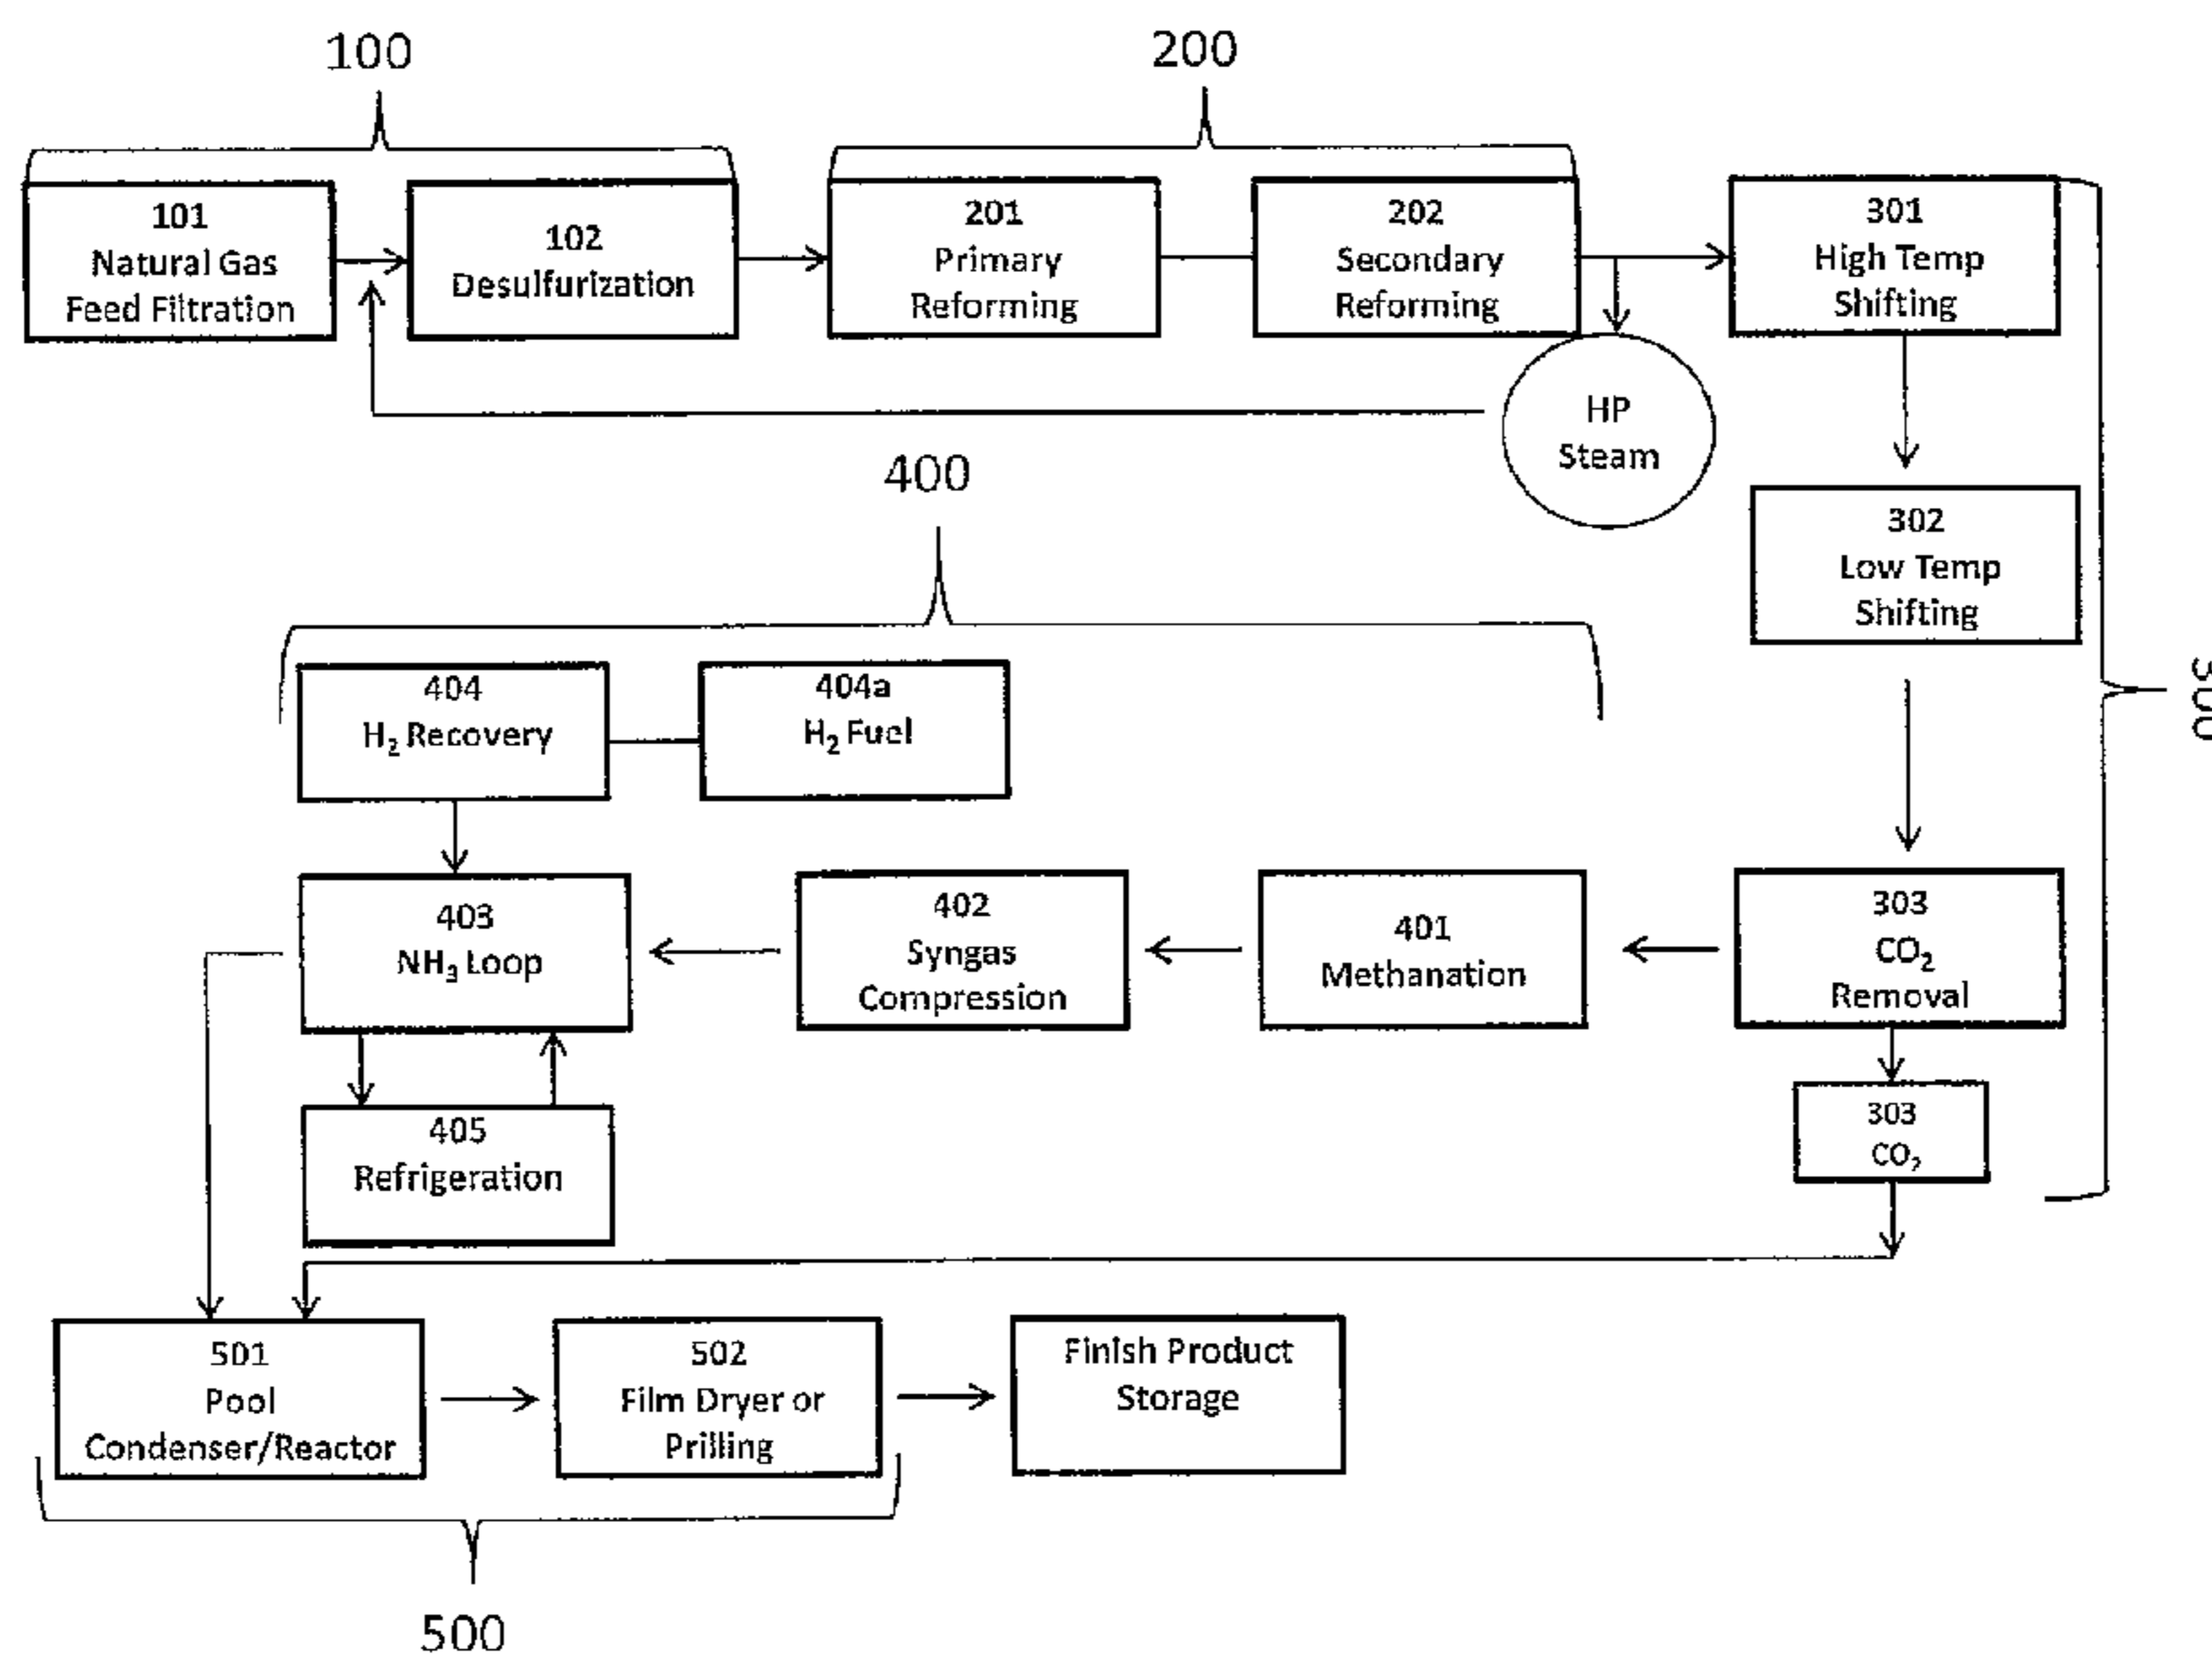 100
200
101
Natural Gas
Feed Filtration
102
Desulfurization
201
Primary
Reforming
202
Secondary
Reforming
301
High Temp
Shifting
HP
Steam
400
302
Low Temp
Shifting
300
404
H₂ Recovery
404a
H₂ Fuel
403
NH₃ Loop
402
Syngas
Compression
401
Methanation
303
CO₂
Removal
405
Refrigeration
303
CO₂
501
Pool
Condenser/Reactor
502
Film Dryer or
Prilling
Finish Product
Storage
500